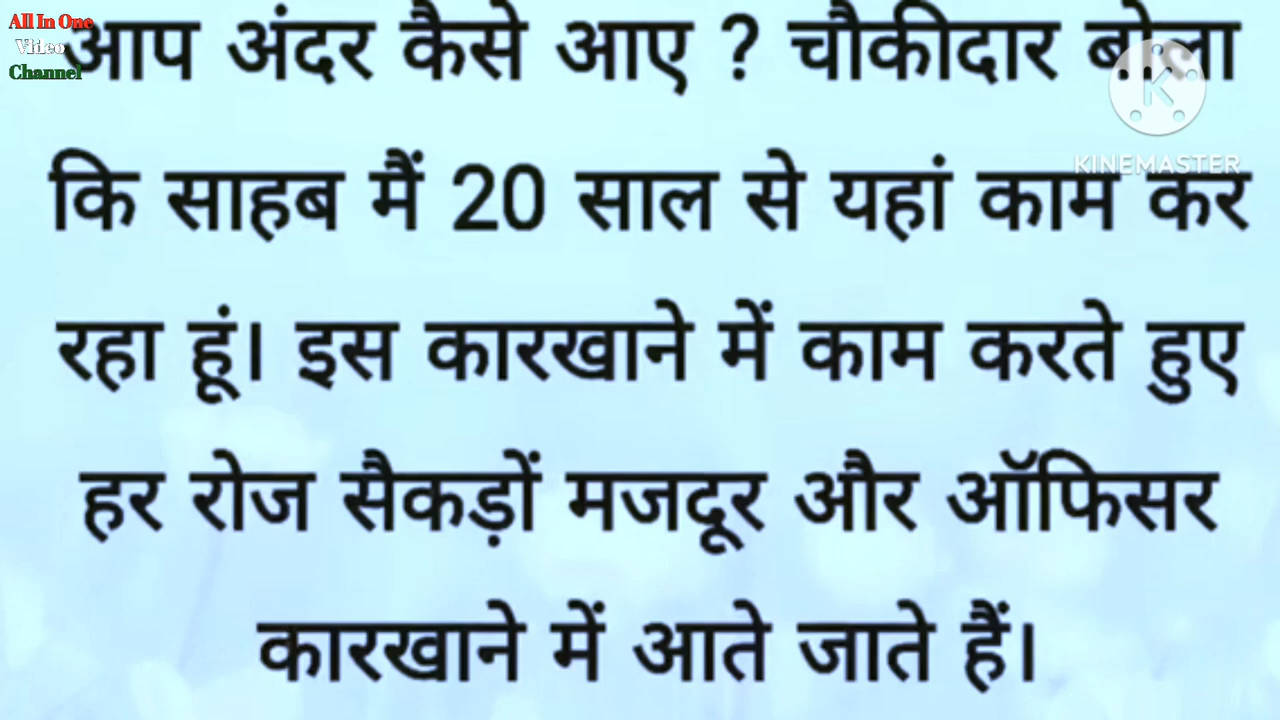 All In One
Video
Channel
आप अंदर कैसे आए ? चौकीदार बोला
KINEMASTER
कि साहब मैं 20 साल से यहां काम कर
रहा हूं। इस कारखाने में काम करते हुए
हर रोज सैकड़ों मजदूर और ऑफिसर
कारखाने में आते जाते हैं।